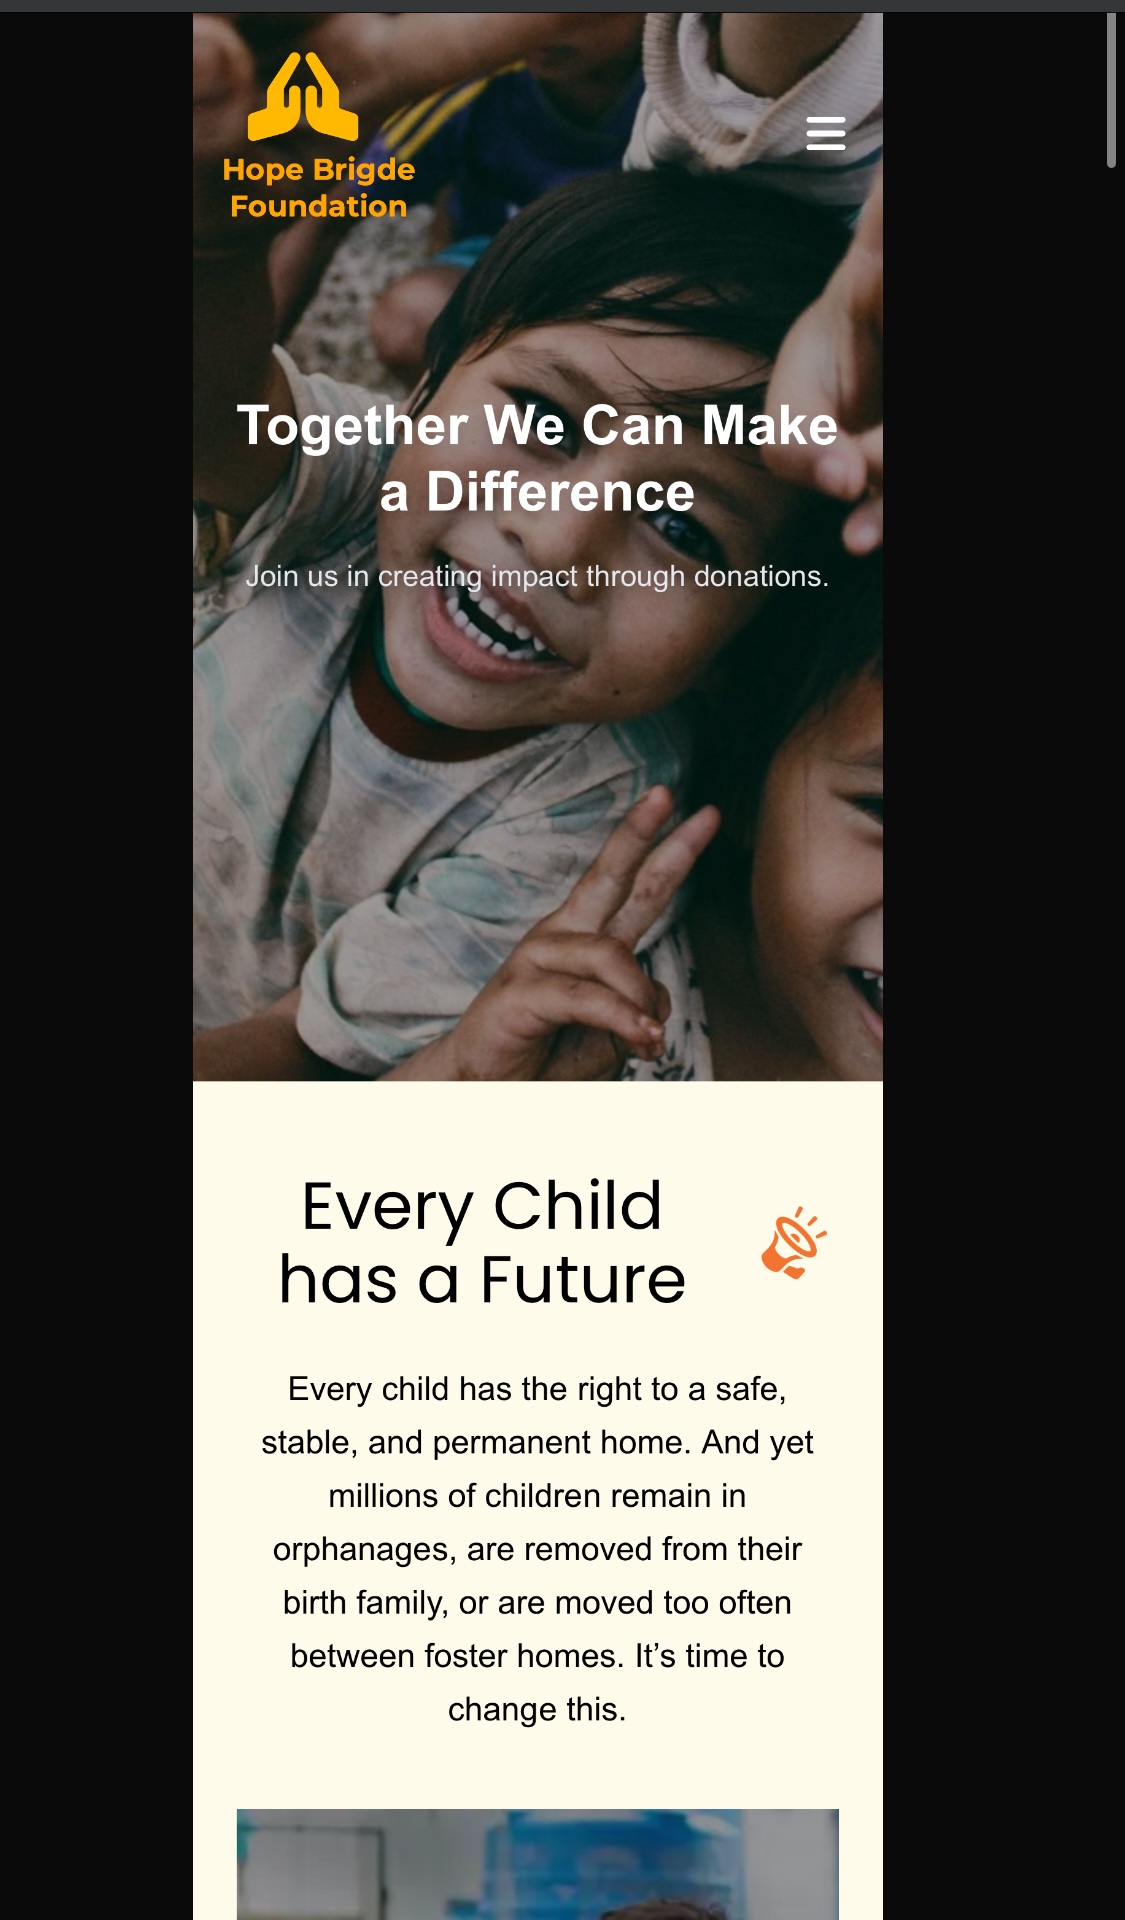 Hope Brigde
Foundation
Together We Can Make
a Difference
Join us in creating impact through donations.
Every Child
has a Future
Every child has the right to a safe,
stable, and permanent home. And yet
millions of children remain in
orphanages, are removed from their
birth family, or are moved too often
between foster homes. It’s time to
change this.